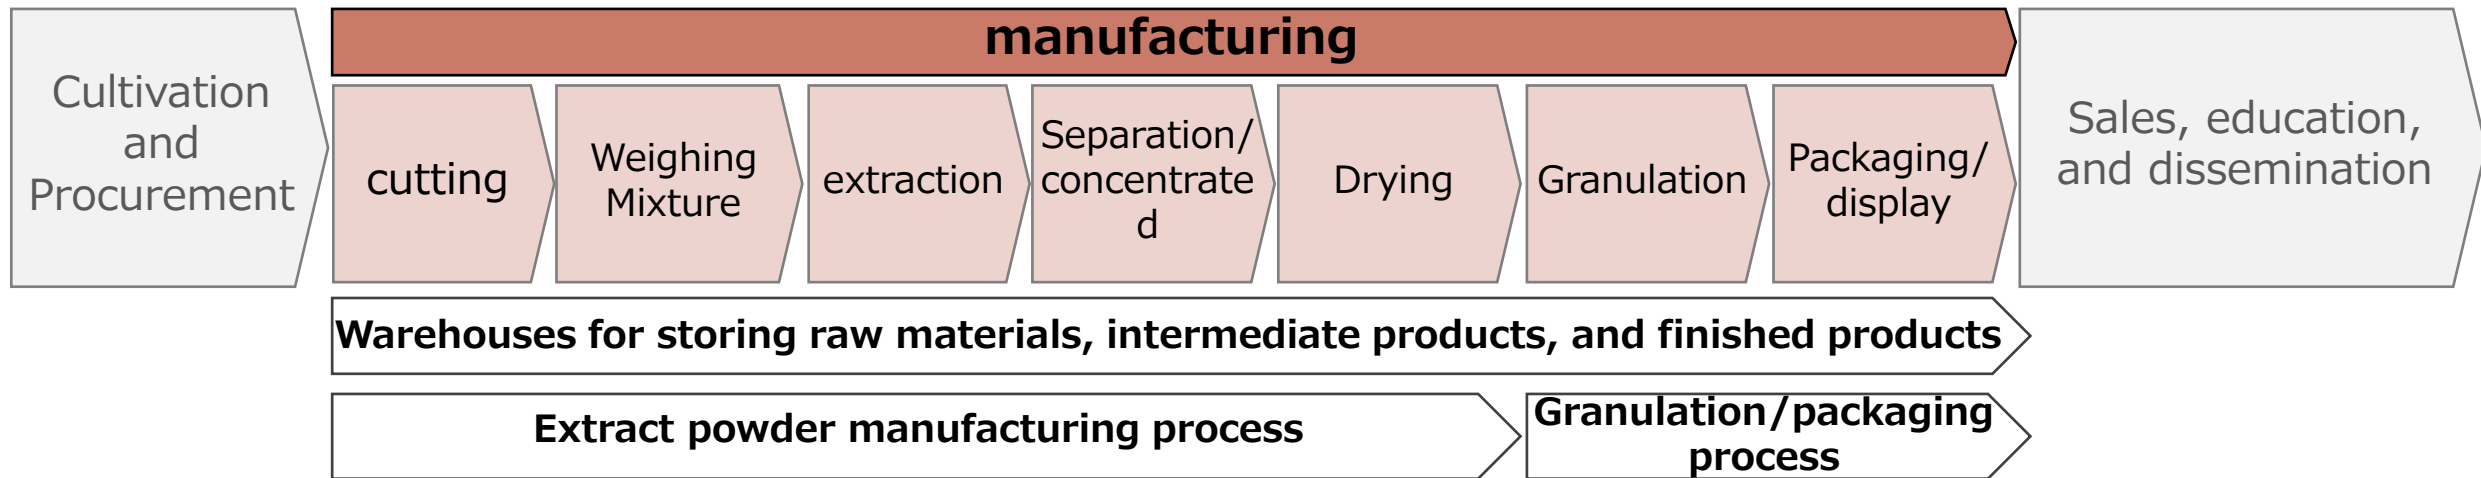 Cultivation
and
Procurement
manufacturing
cutting
Weighing
Mixture
extraction
Separation/
concentrate
d
Drying
Granulation
Packaging/
display
Sales, education,
and dissemination
Warehouses for storing raw materials, intermediate products, and finished products
Extract powder manufacturing process
Granulation/packaging
process